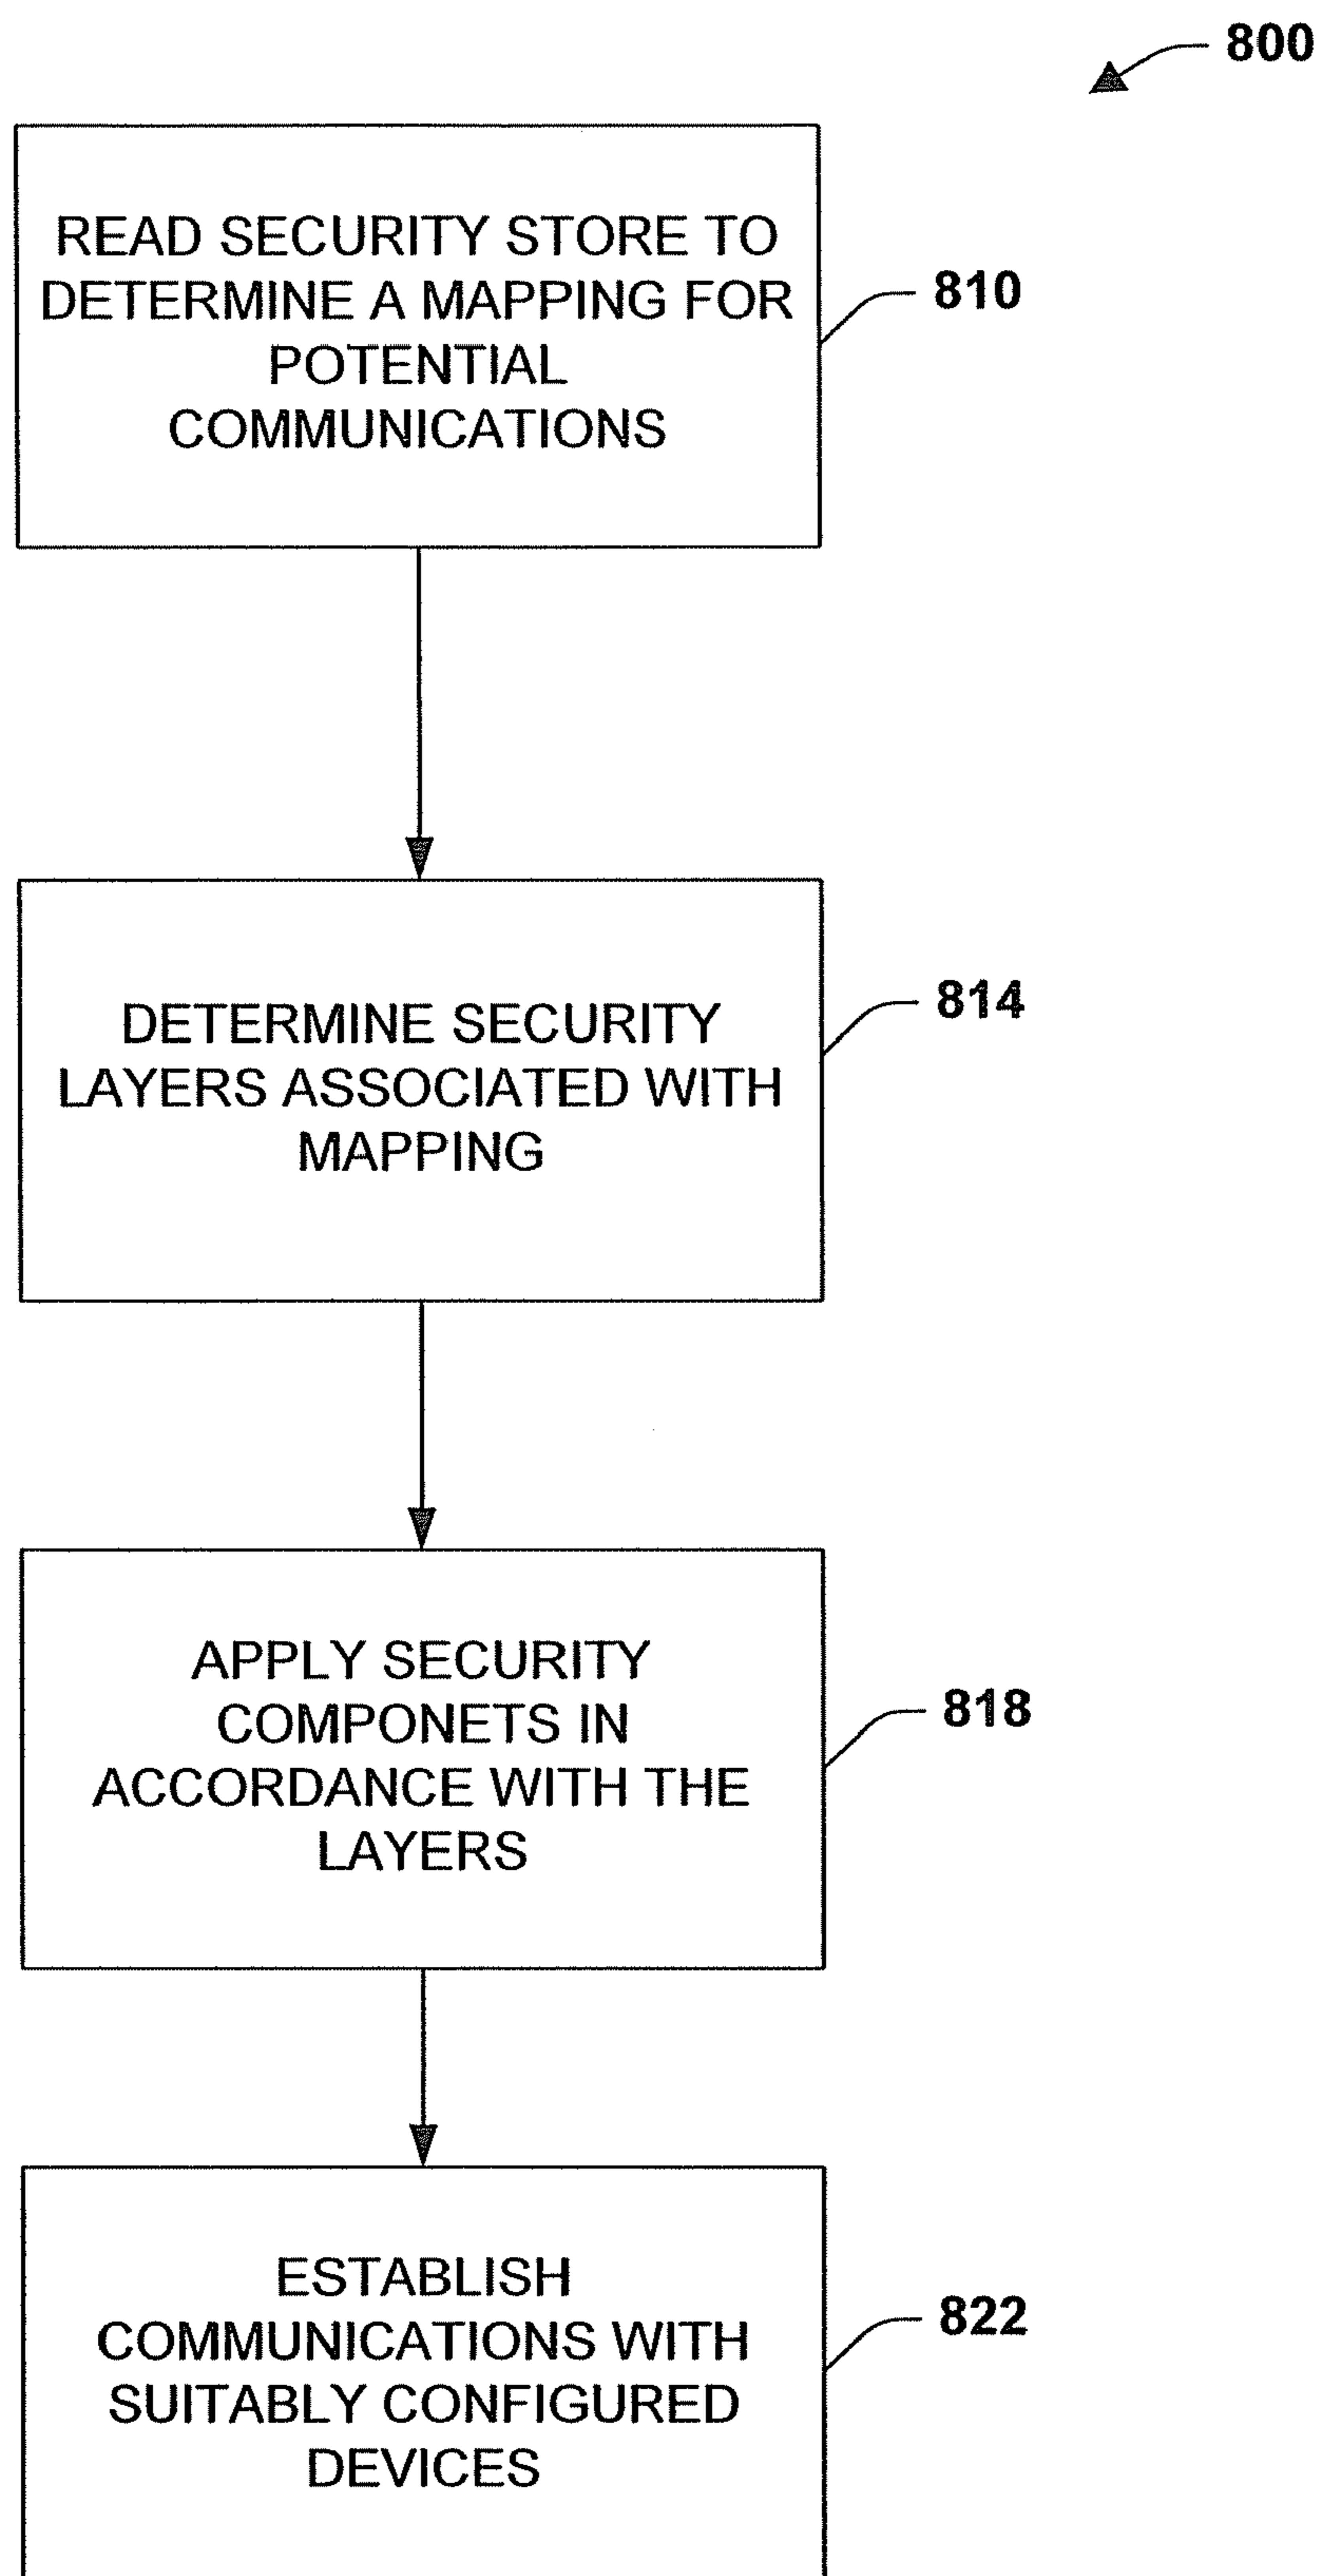 800
READ SECURITY STORE TO
DETERMINE A MAPPING FOR
POTENTIAL
COMMUNICATIONS
810
DETERMINE SECURITY
LAYERS ASSOCIATED WITH
MAPPING
814
APPLY SECURITY
COMPONETS IN
ACCORDANCE WITH THE
LAYERS
818
ESTABLISH
COMMUNICATIONS WITH
SUITABLY CONFIGURED
DEVICES
822